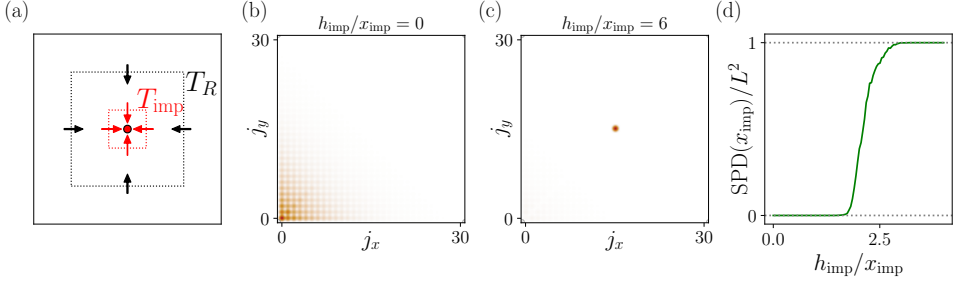 (a)
T_R
T_imp
(b)
h_imp/x_imp = 0
30
j_y
0
0
j_x
30
(c)
h_imp/x_imp = 6
30
j_y
0
0
j_x
30
(d)
SPD(x_imp)/L^2
1
0
0.0
2.5
h_imp/x_imp